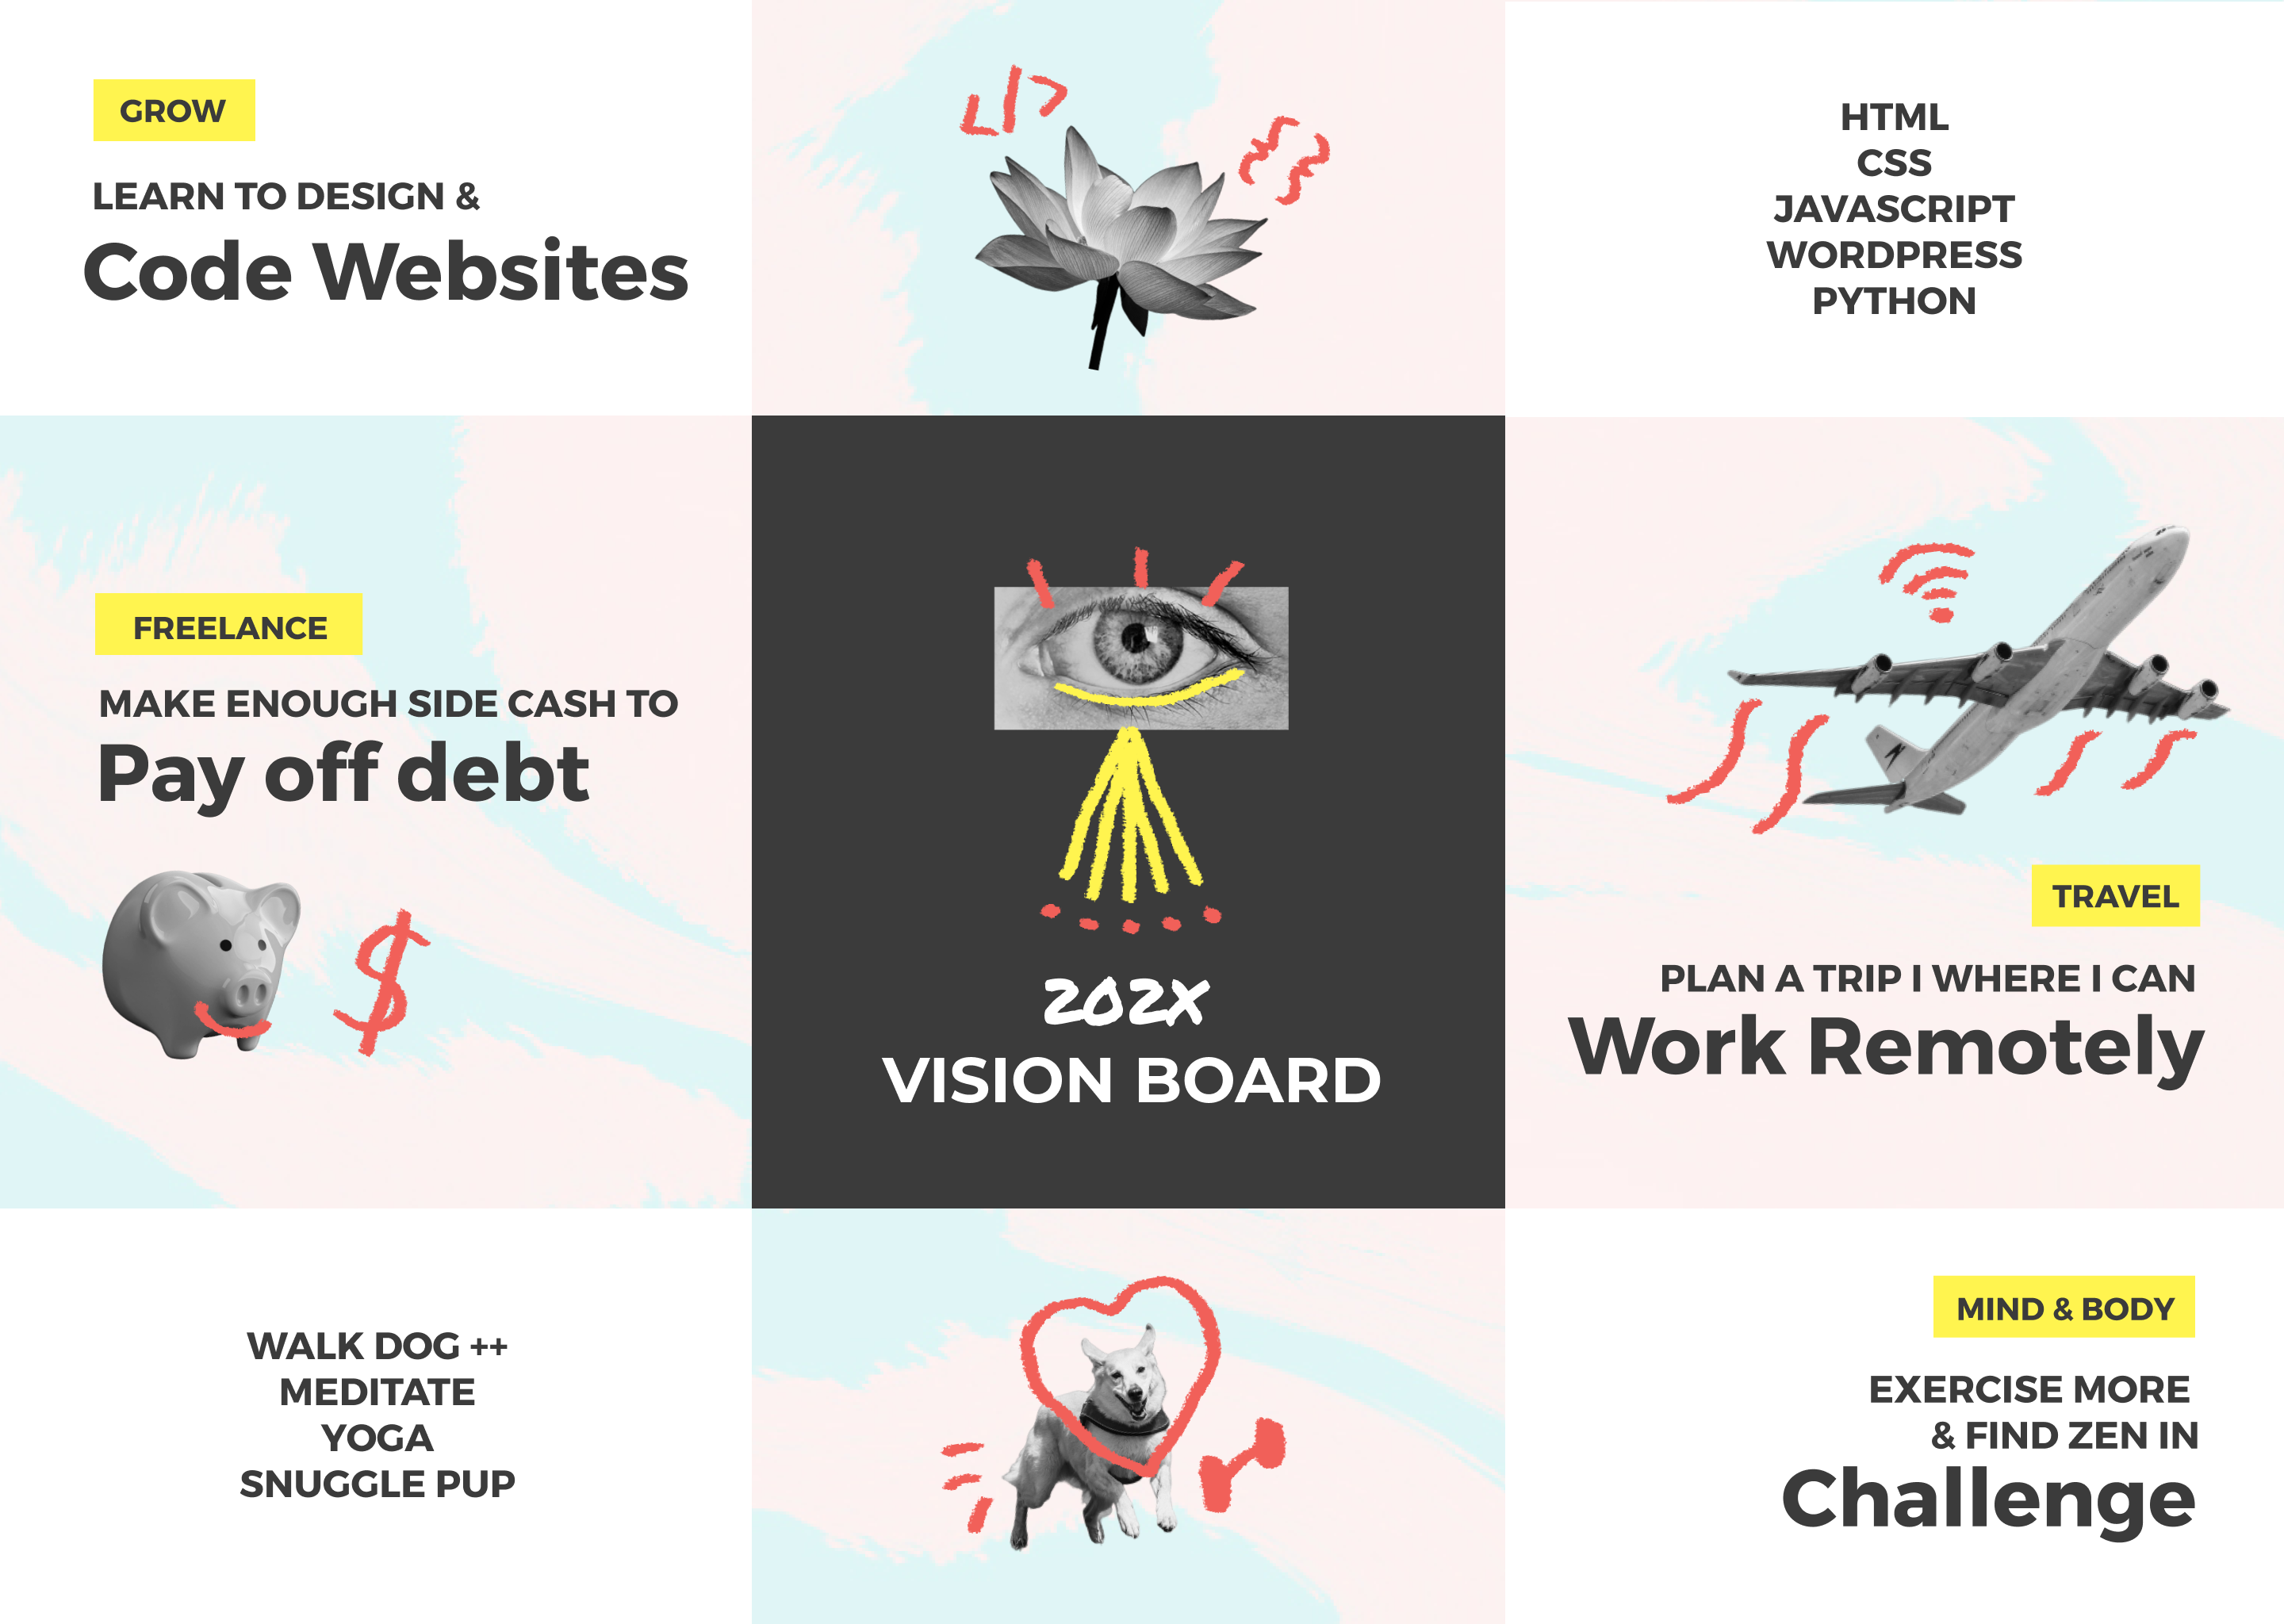 GROW
LEARN TO DESIGN &
Code Websites
HTML
CSS
JAVASCRIPT
WORDPRESS
PYTHON
FREELANCE
MAKE ENOUGH SIDE CASH TO
Pay off debt
202X
VISION BOARD
TRAVEL
PLAN A TRIP I WHERE I CAN
Work Remotely
WALK DOG ++
MEDITATE
YOGA
SNUGGLE PUP
MIND & BODY
EXERCISE MORE
& FIND ZEN IN
Challenge